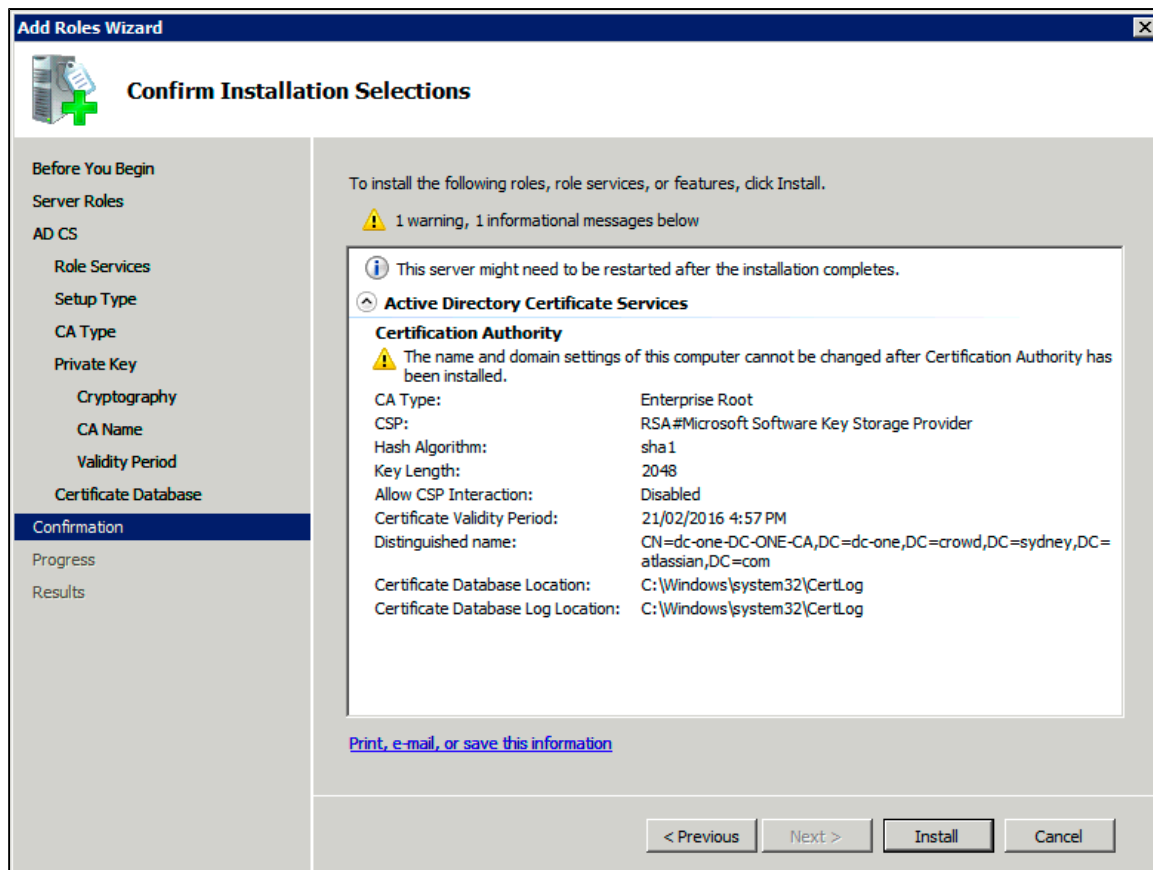 Add Roles Wizard
Confirm Installation Selections
Before You Begin
Server Roles
AD CS
Role Services
Setup Type
CA Type
Private Key
Cryptography
CA Name
Validity Period
Certificate Database
Confirmation
Progress
Results
To install the following roles, role services, or features, click Install.
1 warning, 1 informational messages below
This server might need to be restarted after the installation completes.
Active Directory Certificate Services
Certification Authority
The name and domain settings of this computer cannot be changed after Certification Authority has
been installed.
CA Type: Enterprise Root
CSP: RSA#Microsoft Software Key Storage Provider
Hash Algorithm: sha1
Key Length: 2048
Allow CSP Interaction: Disabled
Certificate Validity Period: 21/02/2016 4:57 PM
Distinguished name: CN=dc-one-DC-ONE-CA,DC=dc-one,DC=crowd,DC=sydney,DC=
atlassian,DC=com
Certificate Database Location: C:\Windows\system32\CertLog
Certificate Database Log Location: C:\Windows\system32\CertLog
Print, e-mail, or save this information
< Previous Next > Install Cancel